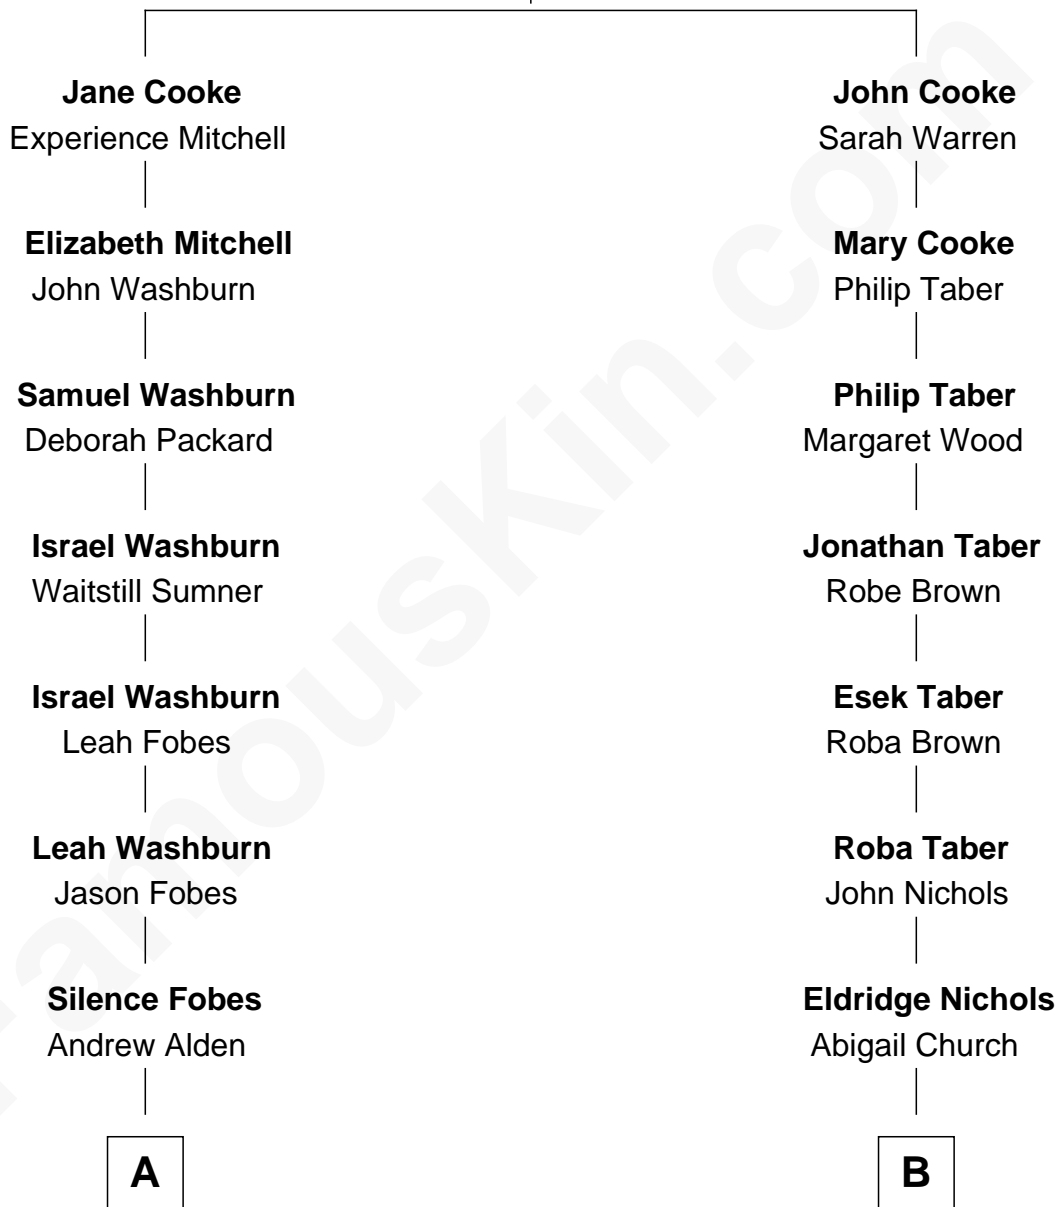 Jane Cooke
Experience Mitchell
John Cooke
Sarah Warren
Elizabeth Mitchell
John Washburn
Mary Cooke
Philip Taber
Samuel Washburn
Deborah Packard
Philip Taber
Margaret Wood
Israel Washburn
Waitstill Sumner
Jonathan Taber
Robe Brown
Israel Washburn
Leah Fobes
Esek Taber
Roba Brown
Leah Washburn
Jason Fobes
Roba Taber
John Nichols
Silence Fobes
Andrew Alden
Eldridge Nichols
Abigail Church
A
B
FamousKin.com